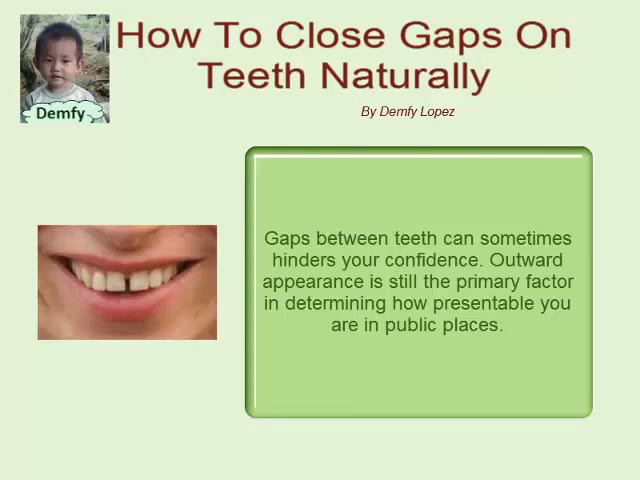 How To Close Gaps On
Teeth Naturally
Demfy
By Demfy Lopez
Gaps between teeth can sometimes
hinders your confidence. Outward
appearance is still the primary factor
in determining how presentable you
are in public places.